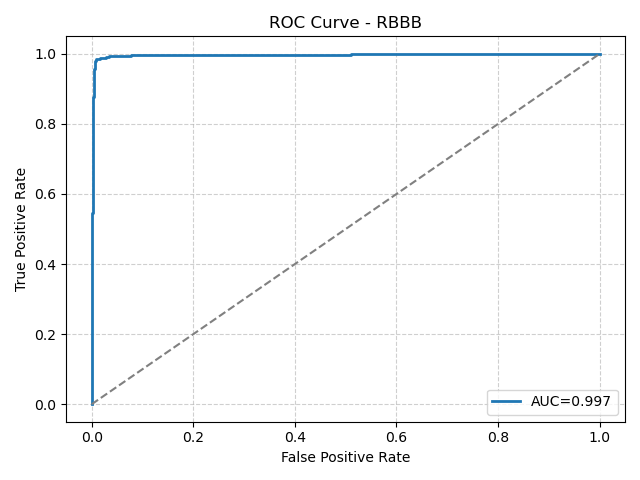 ROC Curve - RBBB
True Positive Rate
1.0
0.8
0.6
0.4
0.2
0.0
0.0 0.2 0.4 0.6 0.8 1.0
False Positive Rate
AUC=0.997